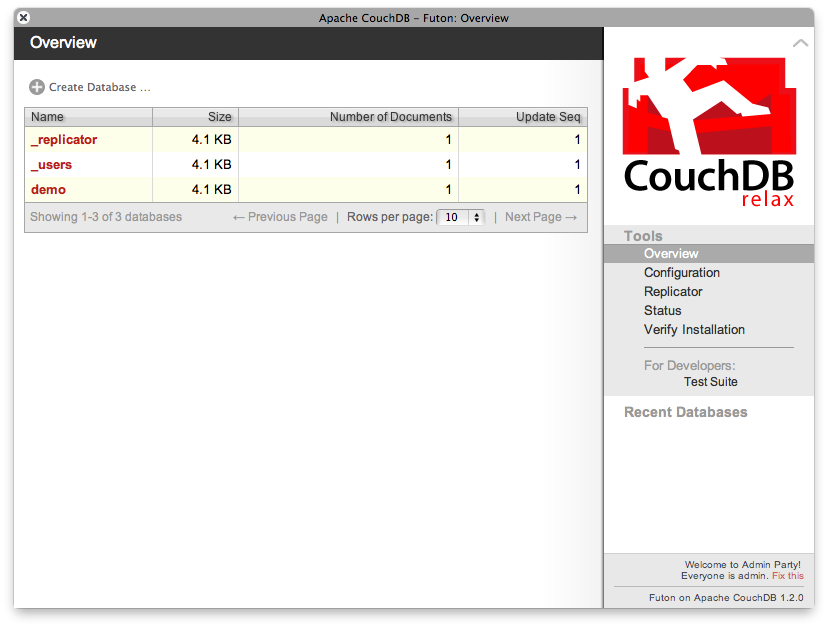 Apache CouchDB – Futon: Overview
Overview
Create Database ...
Name Size Number of Documents Update Seq
_replicator 4.1 KB 1 1
_users 4.1 KB 1 1
demo 4.1 KB 1 1
Showing 1-3 of 3 databases ← Previous Page | Rows per page: 10 | Next Page →
CouchDB
relax
Tools
Overview
Configuration
Replicator
Status
Verify Installation
For Developers:
Test Suite
Recent Databases
Welcome to Admin Party!
Everyone is admin. Fix this
Futon on Apache CouchDB 1.2.0